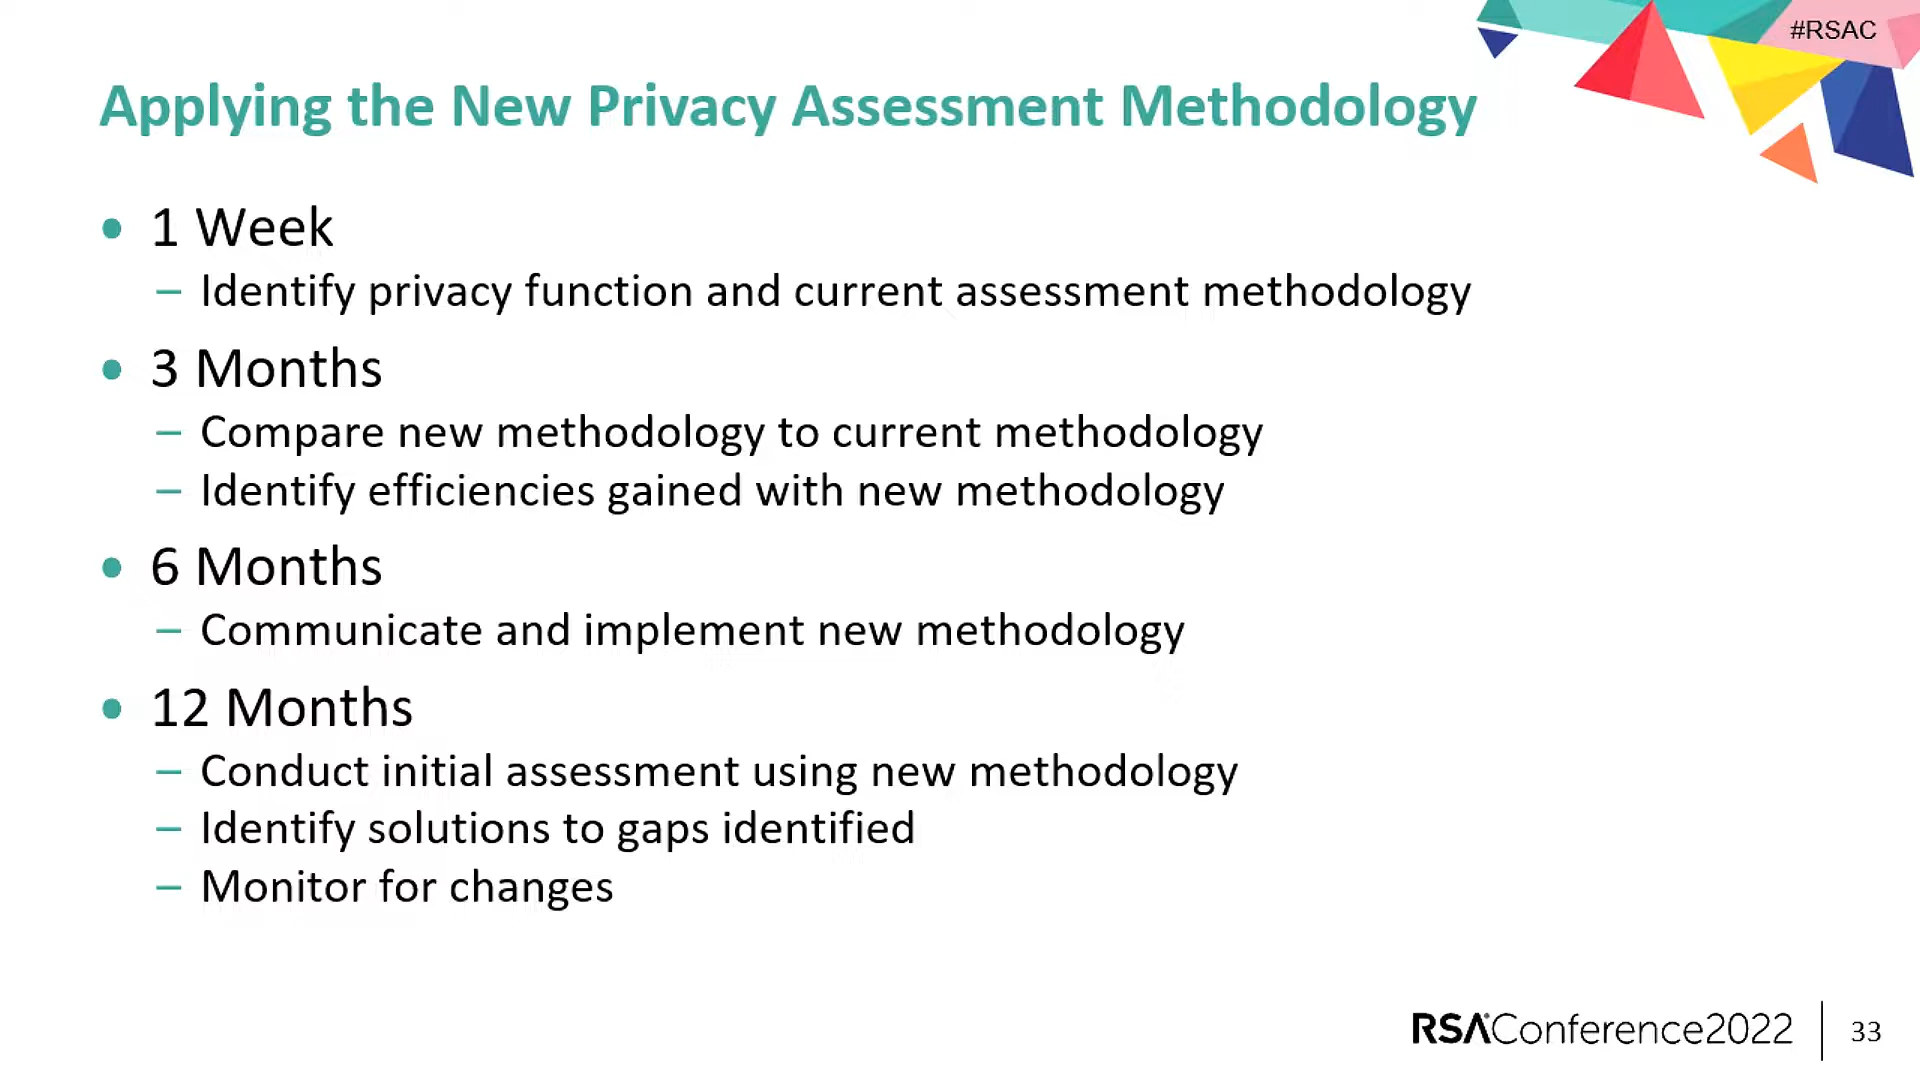 #RSAC
Applying the New Privacy Assessment Methodology
• 1 Week
– Identify privacy function and current assessment methodology
• 3 Months
– Compare new methodology to current methodology
– Identify efficiencies gained with new methodology
• 6 Months
– Communicate and implement new methodology
• 12 Months
– Conduct initial assessment using new methodology
– Identify solutions to gaps identified
– Monitor for changes
RSA®Conference2022
33